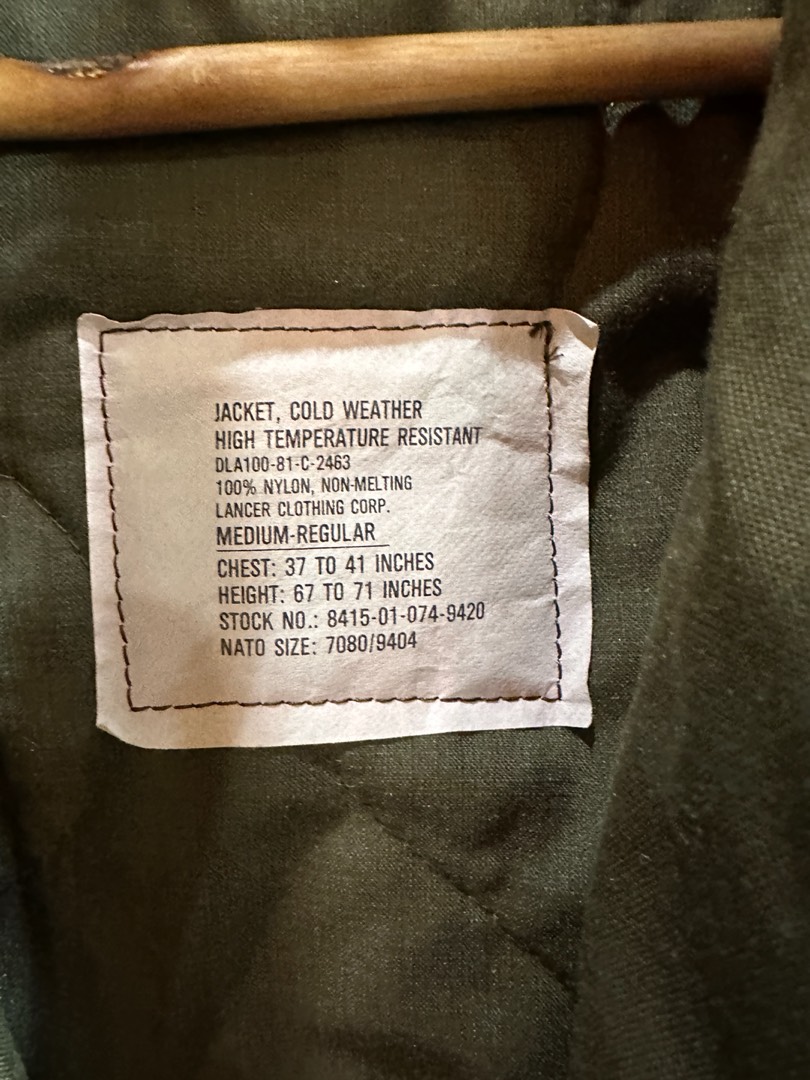 JACKET, COLD WEATHER
HIGH TEMPERATURE RESISTANT
DLA100-81-C-2463
100% NYLON, NON-MELTING
LANCER CLOTHING CORP.
MEDIUM-REGULAR
CHEST: 37 TO 41 INCHES
HEIGHT: 67 TO 71 INCHES
STOCK NO.: 8415-01-074-9420
NATO SIZE: 7080/9404